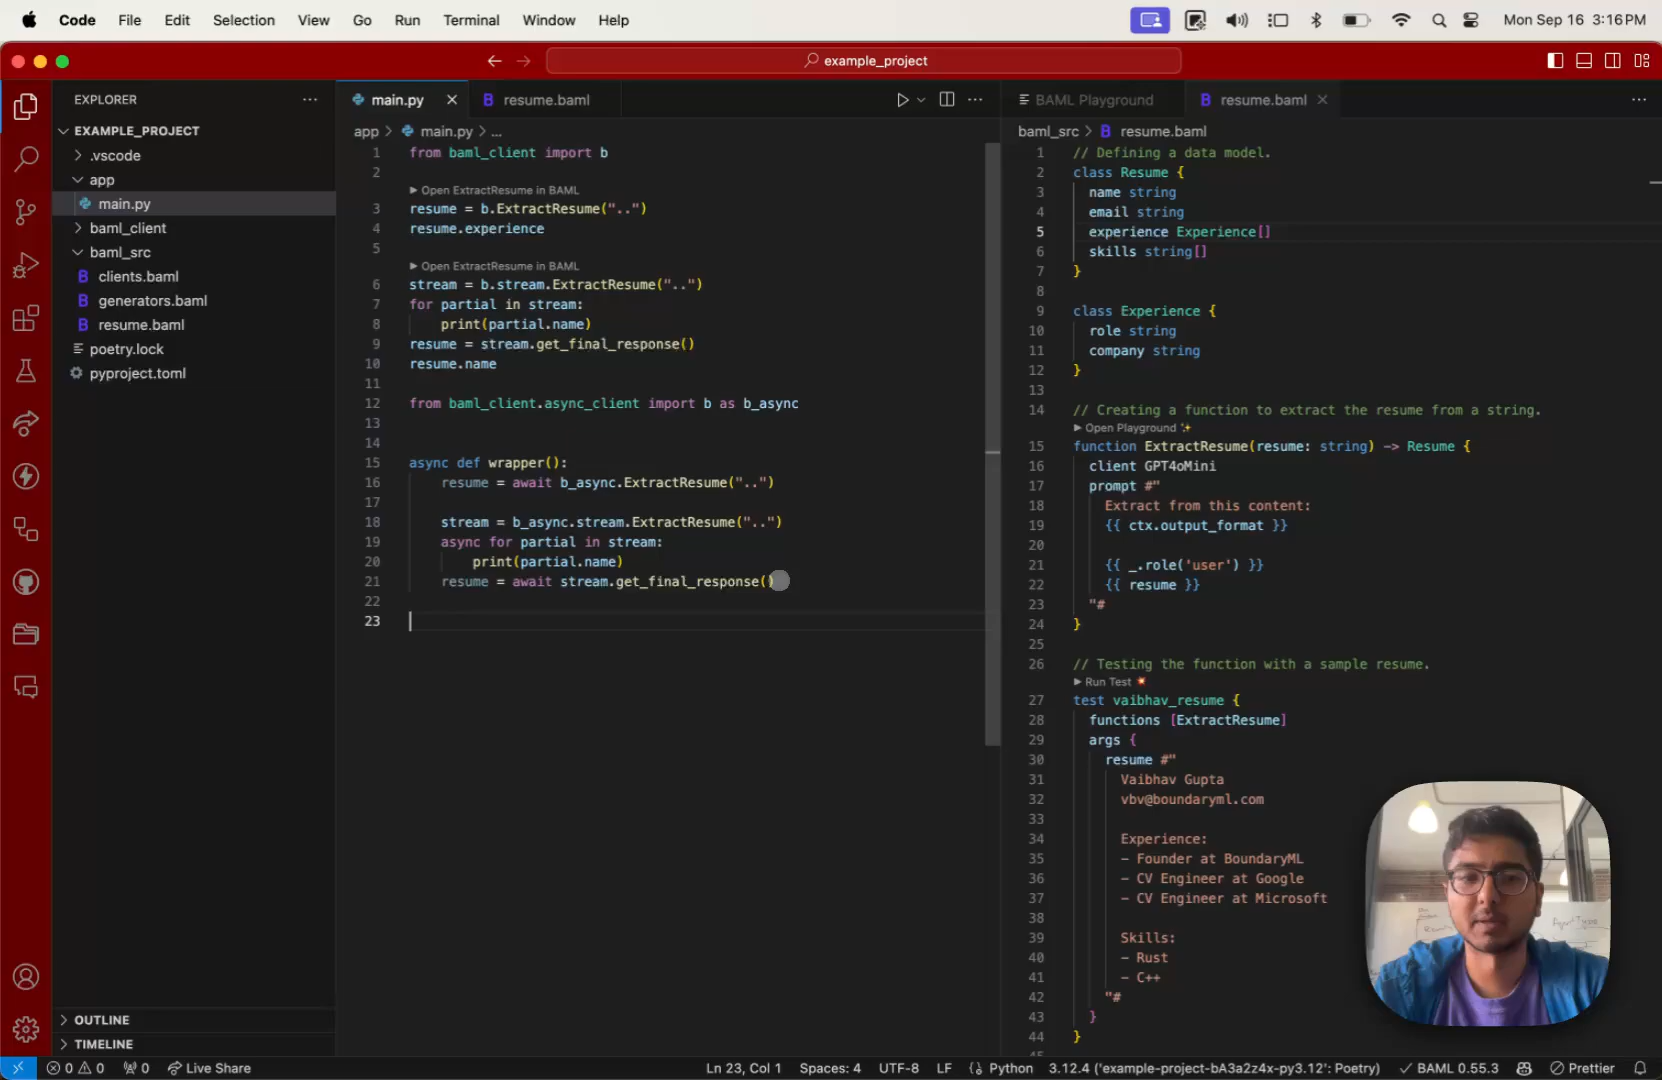 Code File Edit Selection View Go Run Terminal Window Help
Mon Sep 16 3:16 PM
example_project
EXPLORER
EXAMPLE_PROJECT
.vscode
app
main.py
baml_client
baml_src
clients.baml
generators.baml
resume.baml
poetry.lock
pyproject.toml
OUTLINE
TIMELINE
main.py
resume.baml
app > main.py > ...
1 from baml_client import b
2
Open ExtractResume in BAML
3 resume = b.ExtractResume("..")
4 resume.experience
5
Open ExtractResume in BAML
6 stream = b.stream.ExtractResume("..")
7 for partial in stream:
8     print(partial.name)
9 resume = stream.get_final_response()
10 resume.name
11
12 from baml_client.async_client import b as b_async
13
14
15 async def wrapper():
16     resume = await b_async.ExtractResume("..")
17
18     stream = b_async.stream.ExtractResume("..")
19     async for partial in stream:
20         print(partial.name)
21     resume = await stream.get_final_response()
22
23
BAML Playground
resume.baml
baml_src > resume.baml
1 // Defining a data model.
2 class Resume {
3   name string
4   email string
5   experience Experience[]
6   skills string[]
7 }
8
9 class Experience {
10   role string
11   company string
12 }
13
14 // Creating a function to extract the resume from a string.
Open Playground ✨
15 function ExtractResume(resume: string) -> Resume {
16   client GPT4oMini
17   prompt #"
18     Extract from this content:
19     {{ ctx.output_format }}
20
21     {{ _.role('user') }}
22     {{ resume }}
23   "#
24 }
25
26 // Testing the function with a sample resume.
Run Test 💥
27 test vaibhav_resume {
28   functions [ExtractResume]
29   args {
30     resume #"
31       Vaibhav Gupta
32       vbv@boundaryml.com
33
34       Experience:
35       - Founder at BoundaryML
36       - CV Engineer at Google
37       - CV Engineer at Microsoft
38
39       Skills:
40       - Rust
41       - C++
42     "#
43   }
44 }
0 0 0 Live Share
Ln 23, Col 1 Spaces: 4 UTF-8 LF Python 3.12.4 ('example-project-bA3a2z4x-py3.12': Poetry) BAML 0.55.3 Prettier